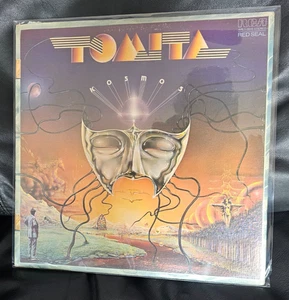 TOMITA
RCA
RED SEAL
KOSMOS